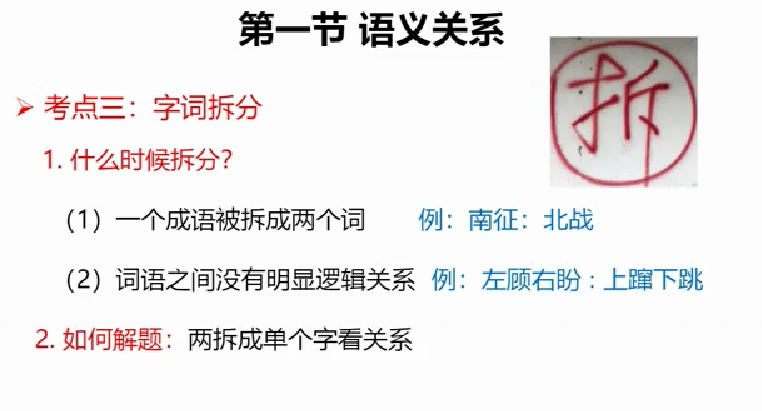 第一节 语义关系
拆
➢ 考点三：字词拆分
1. 什么时候拆分？
（1）一个成语被拆成两个词 例：南征：北战
（2）词语之间没有明显逻辑关系 例：左顾右盼：上蹿下跳
2. 如何解题：两拆成单个字看关系